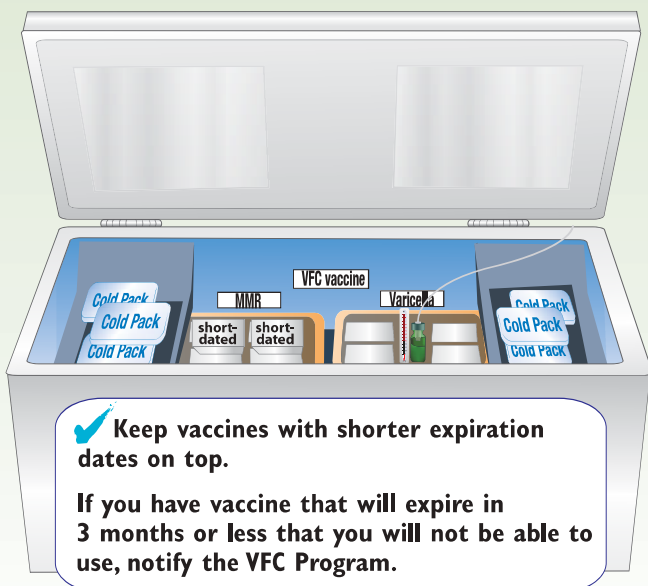 VFC vaccine
MMR
Varicella
Cold Pack
Cold Pack
Cold Pack
short-
dated
short-
dated
Cold Pack
Cold Pack
Cold Pack
Keep vaccines with shorter expiration
dates on top.
If you have vaccine that will expire in
3 months or less that you will not be able to
use, notify the VFC Program.